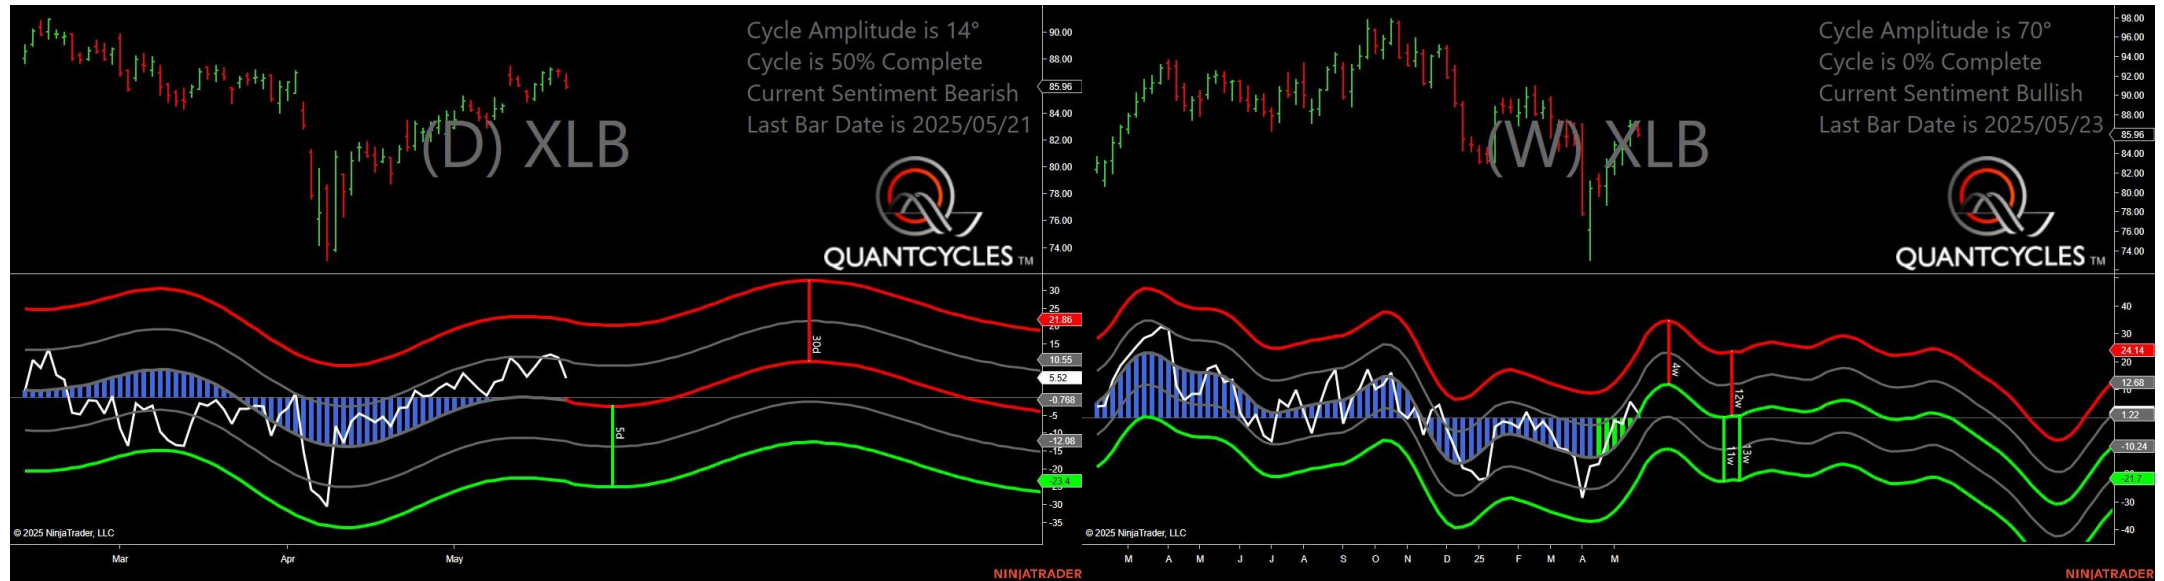 Cycle Amplitude is 14°
Cycle is 50% Complete
Current Sentiment Bearish
Last Bar Date is 2025/05/21
(D) XLB
QUANTCYCLES TM
90.00
88.00
85.96
84.00
82.00
80.00
78.00
76.00
74.00
30
25
21.86
15
10.55
5.52
-0.768
-5
-10
-12.08
-15
-20
-23.4
-30
-35
30d
5d
© 2025 NinjaTrader, LLC
Mar
Apr
May
NINJATRADER
Cycle Amplitude is 70°
Cycle is 0% Complete
Current Sentiment Bullish
Last Bar Date is 2025/05/23
(W) XLB
QUANTCYCLES TM
98.00
96.00
94.00
92.00
90.00
88.00
85.96
84.00
82.00
80.00
78.00
76.00
74.00
40
30
24.14
20
12.68
1.22
-10.24
-21.7
-30
-40
4w
12w
11w
13w
© 2025 NinjaTrader, LLC
M A M J J A S O N D 25 F M A M
NINJATRADER